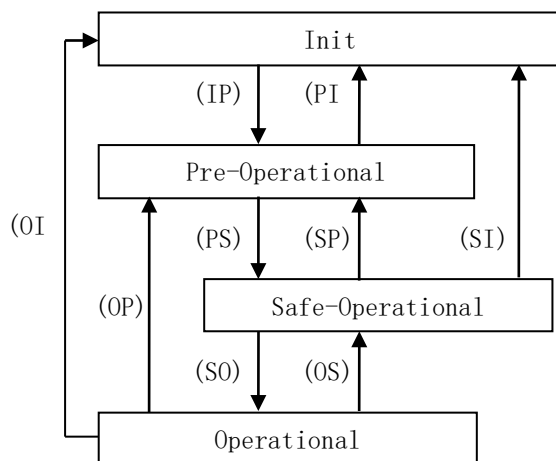 Init
(IP) (PI
Pre-Operational
(OI (PS) (SP) (SI)
(OP) Safe-Operational
(SO) (OS)
Operational